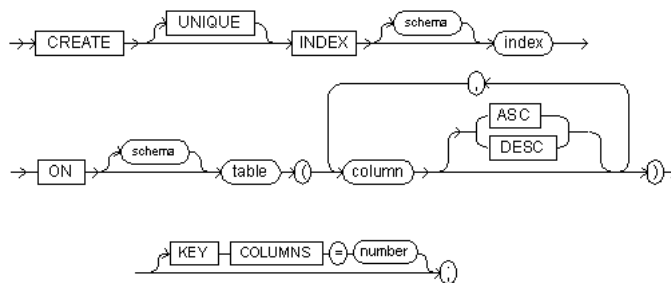 UNIQUE schema
CREATE INDEX index
,
ASC
schema DESC
ON table ( column )
KEY COLUMNS = number
;